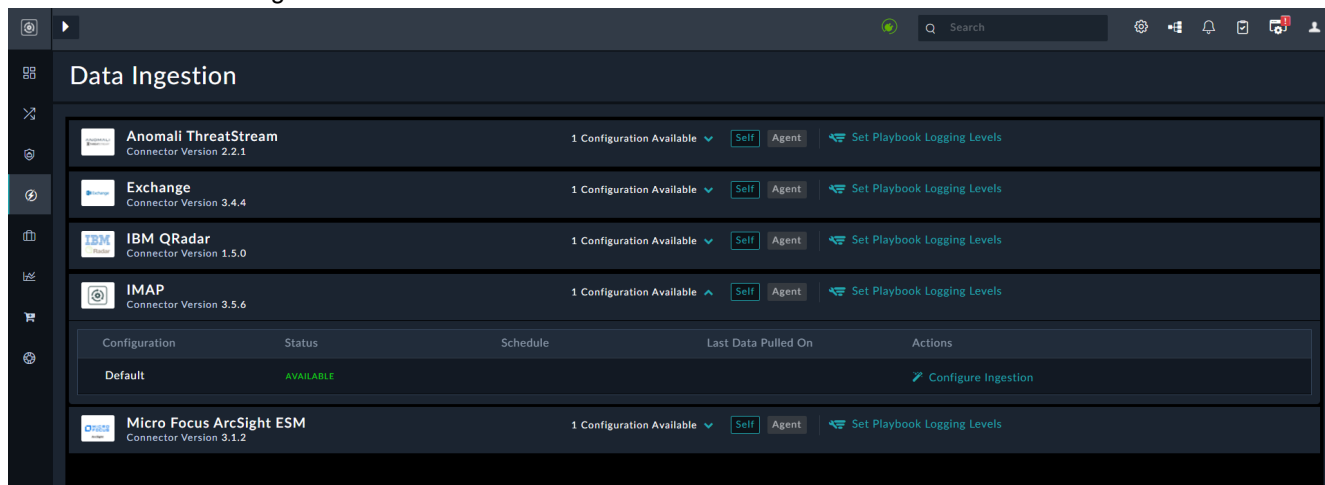 Search
!
Data Ingestion
Anomali ThreatStream
Connector Version 2.2.1
1 Configuration Available Self Agent Set Playbook Logging Levels
Exchange
Exchange
Connector Version 3.4.4
1 Configuration Available Self Agent Set Playbook Logging Levels
IBM
IBM QRadar
Connector Version 1.5.0
1 Configuration Available Self Agent Set Playbook Logging Levels
IMAP
Connector Version 3.5.6
1 Configuration Available Self Agent Set Playbook Logging Levels
Configuration Status Schedule Last Data Pulled On Actions
Default AVAILABLE Configure Ingestion
Micro Focus ArcSight ESM
Connector Version 3.1.2
1 Configuration Available Self Agent Set Playbook Logging Levels